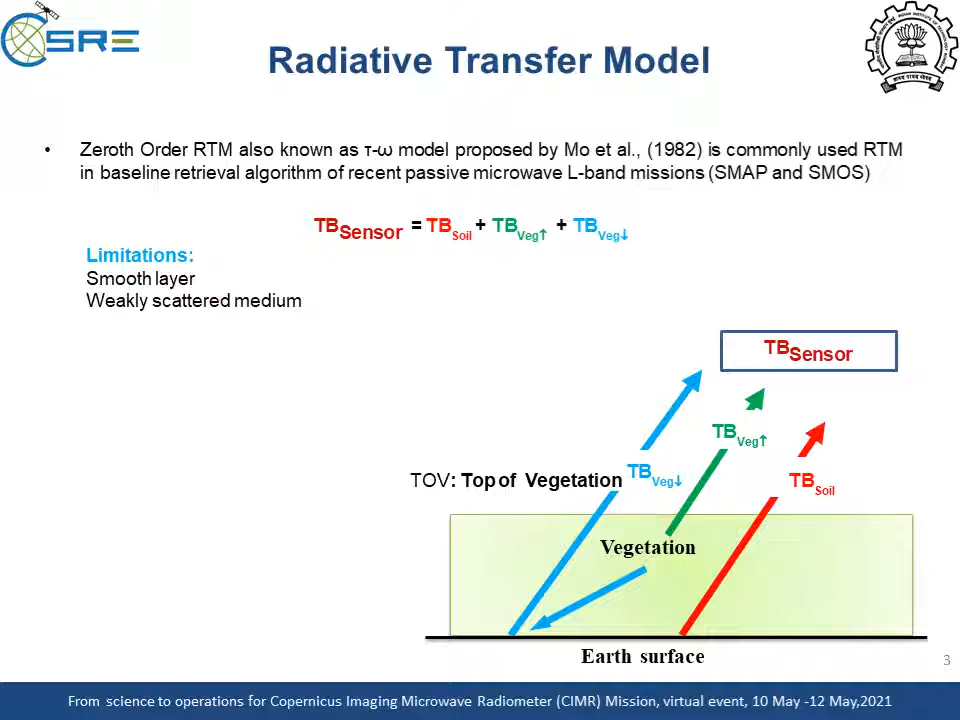 CSRE
Radiative Transfer Model
• Zeroth Order RTM also known as τ-ω model proposed by Mo et al., (1982) is commonly used RTM
in baseline retrieval algorithm of recent passive microwave L-band missions (SMAP and SMOS)
TBSensor = TBSoil + TBVeg↑ + TBVeg↓
Limitations:
Smooth layer
Weakly scattered medium
TBSensor
TBVeg↑
TOV: Top of Vegetation
TBVeg↓
TBSoil
Vegetation
Earth surface
3
From science to operations for Copernicus Imaging Microwave Radiometer (CIMR) Mission, virtual event, 10 May -12 May,2021